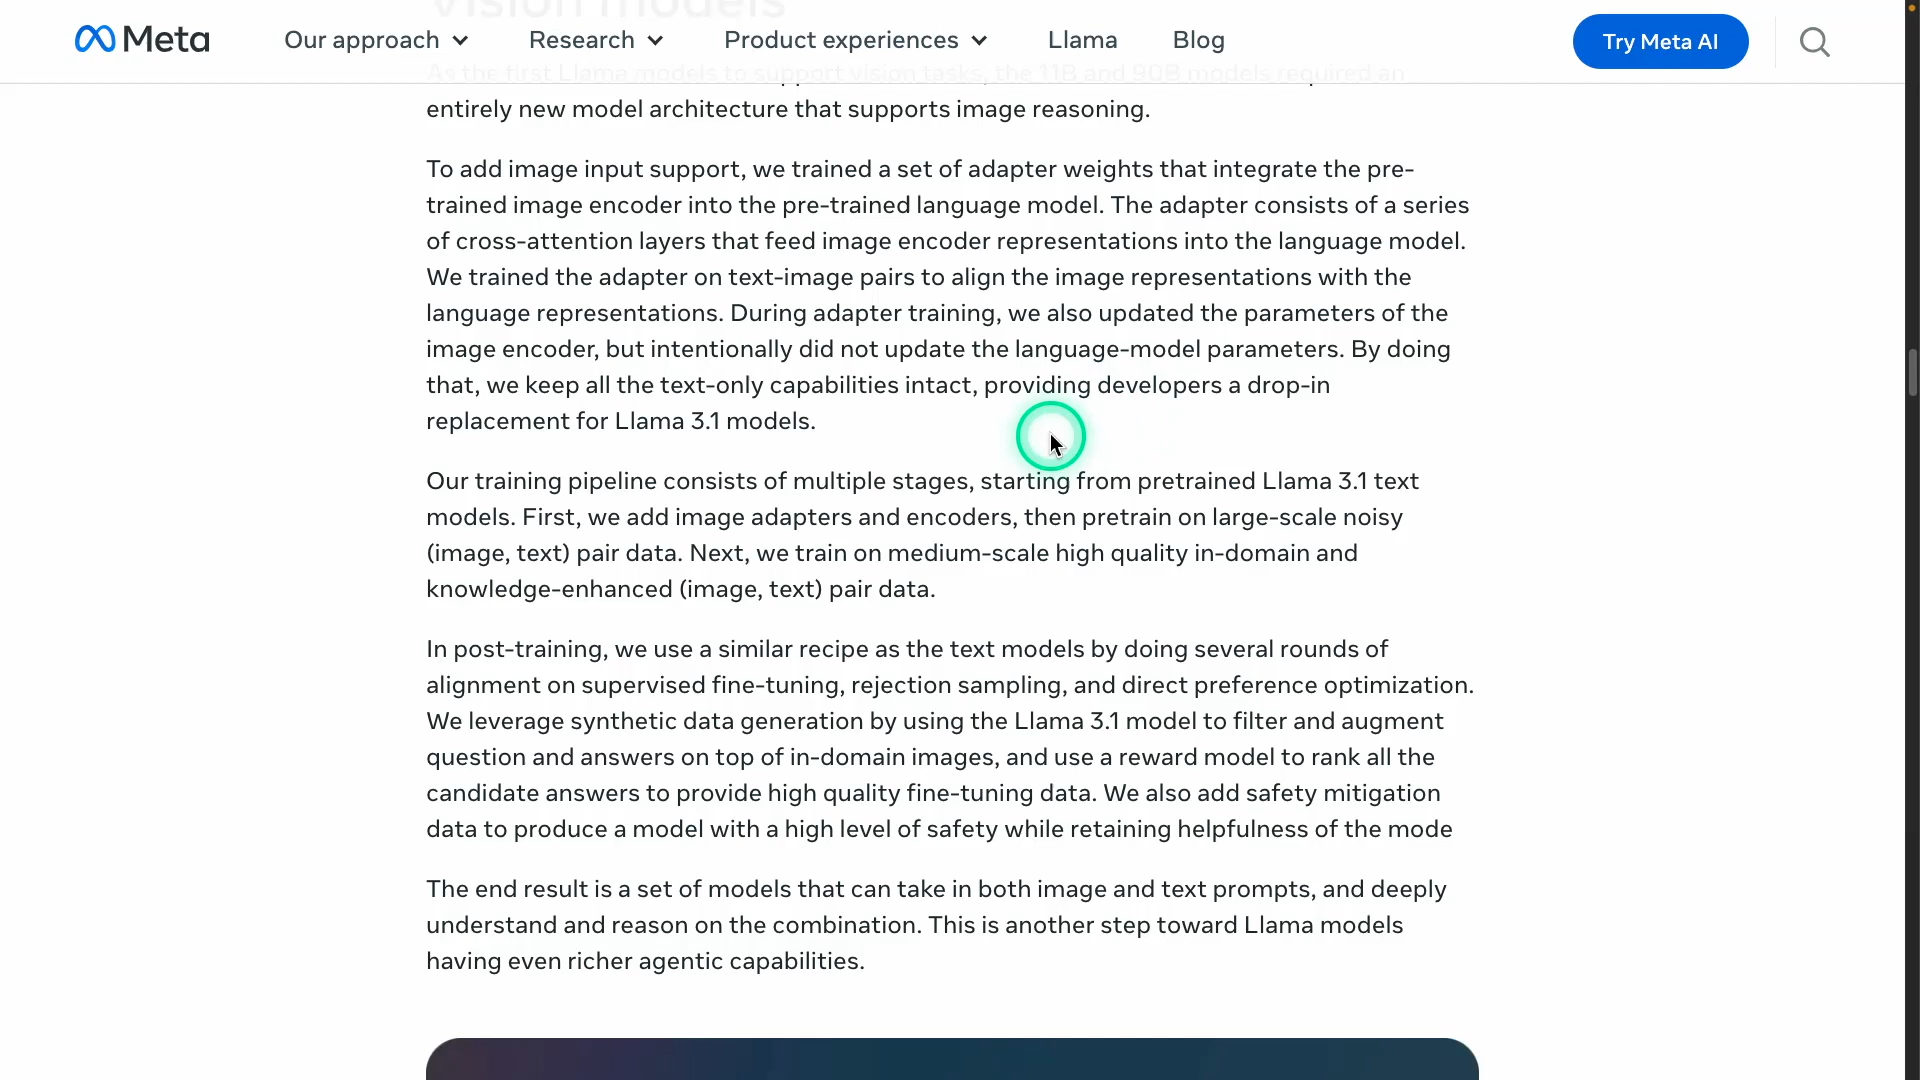 Vision models
Meta
Our approach
Research
Product experiences
Llama
Blog
Try Meta AI
As the first Llama models to support vision tasks, the 11B and 90B models required an
entirely new model architecture that supports image reasoning.
To add image input support, we trained a set of adapter weights that integrate the pre-
trained image encoder into the pre-trained language model. The adapter consists of a series
of cross-attention layers that feed image encoder representations into the language model.
We trained the adapter on text-image pairs to align the image representations with the
language representations. During adapter training, we also updated the parameters of the
image encoder, but intentionally did not update the language-model parameters. By doing
that, we keep all the text-only capabilities intact, providing developers a drop-in
replacement for Llama 3.1 models.
Our training pipeline consists of multiple stages, starting from pretrained Llama 3.1 text
models. First, we add image adapters and encoders, then pretrain on large-scale noisy
(image, text) pair data. Next, we train on medium-scale high quality in-domain and
knowledge-enhanced (image, text) pair data.
In post-training, we use a similar recipe as the text models by doing several rounds of
alignment on supervised fine-tuning, rejection sampling, and direct preference optimization.
We leverage synthetic data generation by using the Llama 3.1 model to filter and augment
question and answers on top of in-domain images, and use a reward model to rank all the
candidate answers to provide high quality fine-tuning data. We also add safety mitigation
data to produce a model with a high level of safety while retaining helpfulness of the mode
The end result is a set of models that can take in both image and text prompts, and deeply
understand and reason on the combination. This is another step toward Llama models
having even richer agentic capabilities.